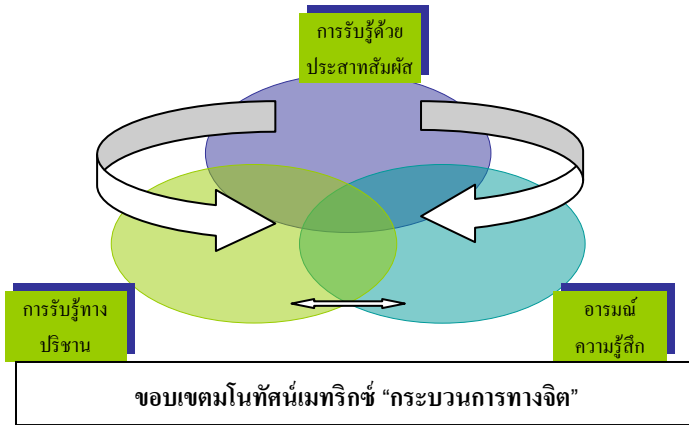 การรับรู้ด้วย
ประสาทสัมผัส
การรับรู้ทาง
ปริชาน
อารมณ์
ความรู้สึก
ขอบเขตมโนทัศน์เมทริกซ์ “กระบวนการทางจิต”